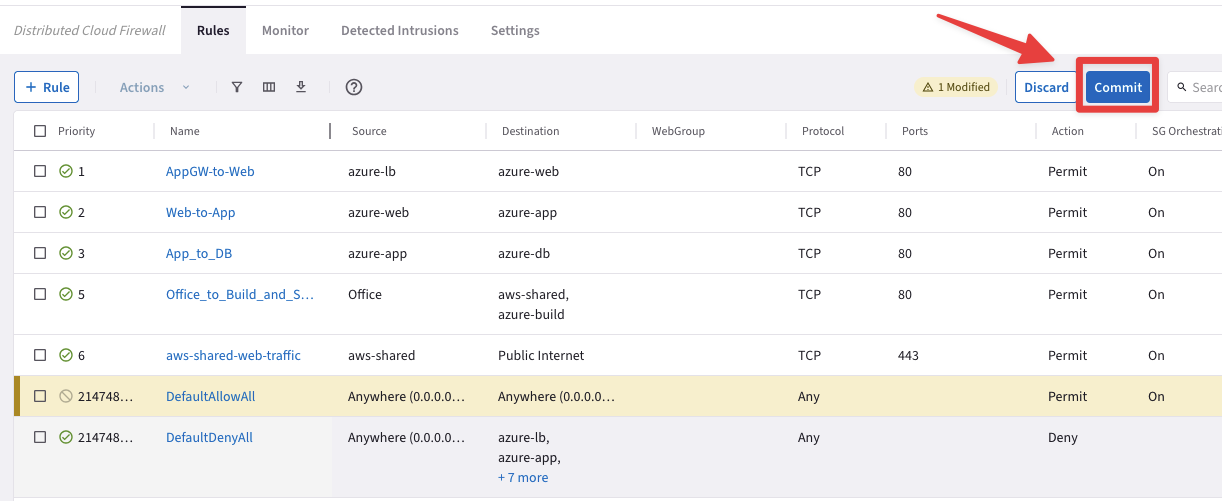 Distributed Cloud Firewall Rules Monitor Detected Intrusions Settings
+ Rule Actions ? 1 Modified Discard Commit Searc
Priority Name Source Destination WebGroup Protocol Ports Action SG Orchestrati
1 AppGW-to-Web azure-lb azure-web TCP 80 Permit On
2 Web-to-App azure-web azure-app TCP 80 Permit On
3 App_to_DB azure-app azure-db TCP 80 Permit On
5 Office_to_Build_and_S... Office aws-shared, TCP 80 Permit On
azure-build
6 aws-shared-web-traffic aws-shared Public Internet TCP 443 Permit On
214748... DefaultAllowAll Anywhere (0.0.0.0... Anywhere (0.0.0.0... Any Permit On
214748... DefaultDenyAll Anywhere (0.0.0.0... azure-lb, Any Deny
azure-app,
+ 7 more